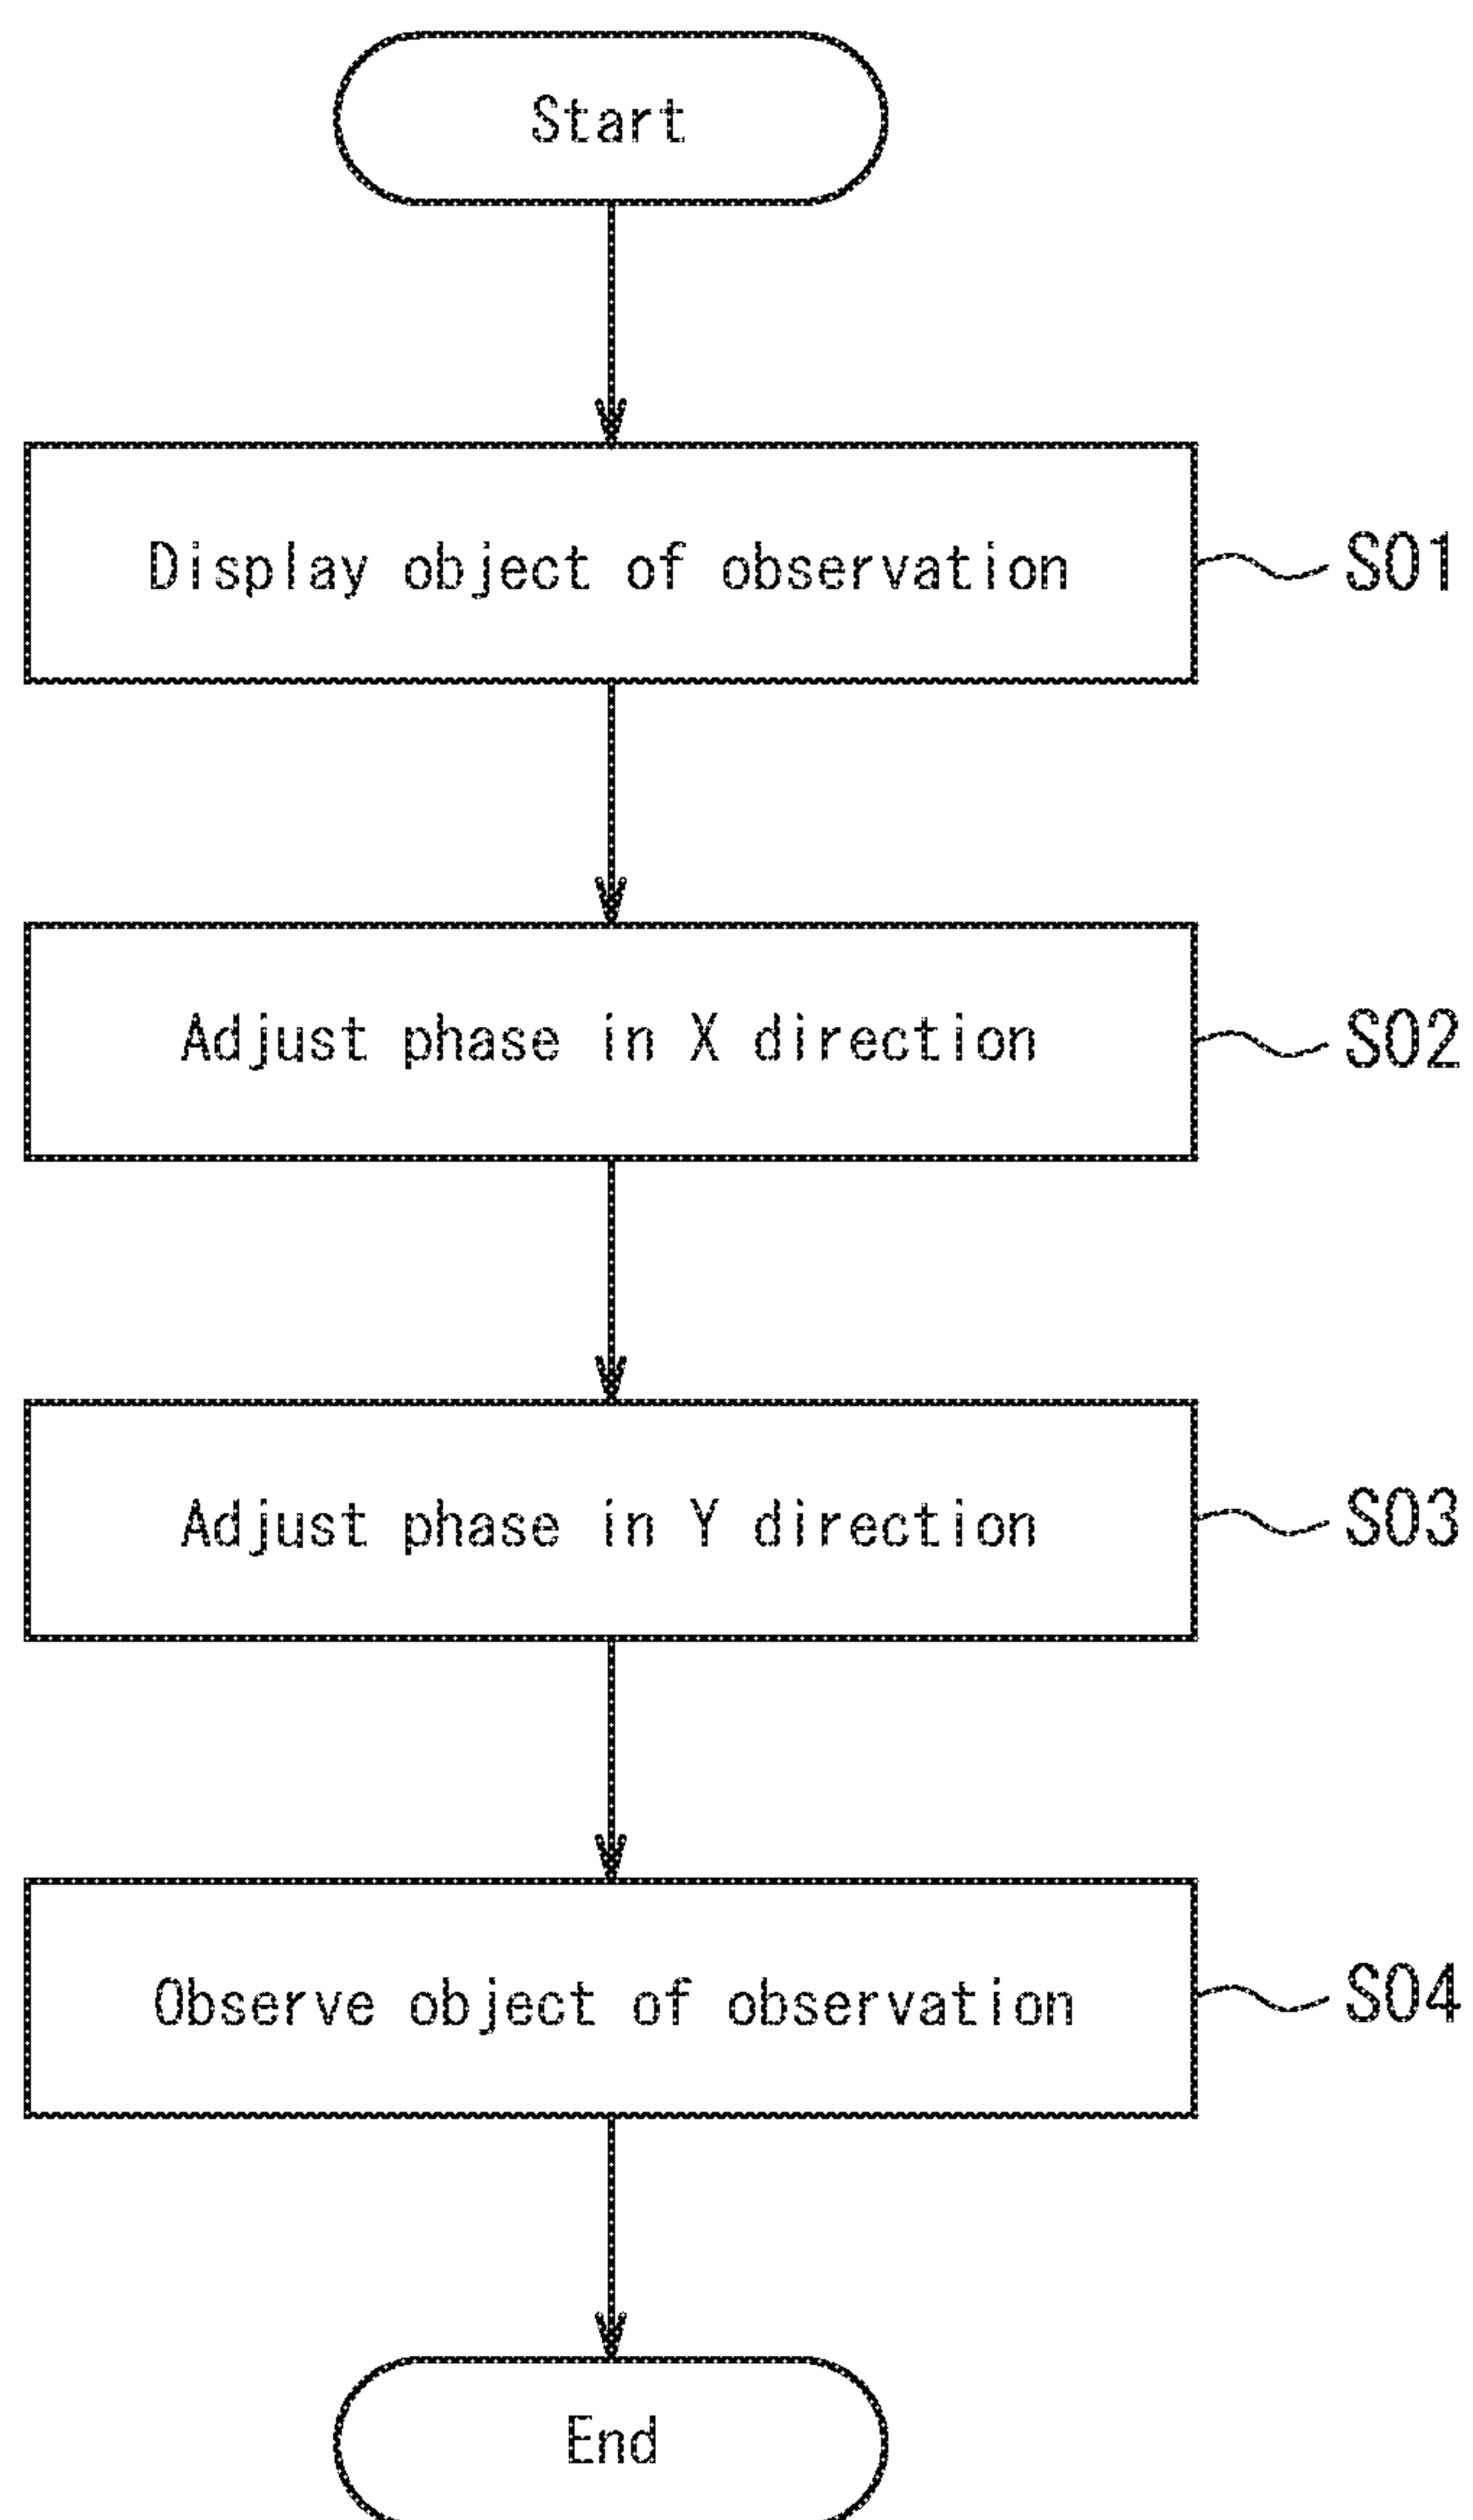 Start
Display object of observation
S01
Adjust phase in X direction
S02
Adjust phase in Y direction
S03
Observe object of observation
S04
End